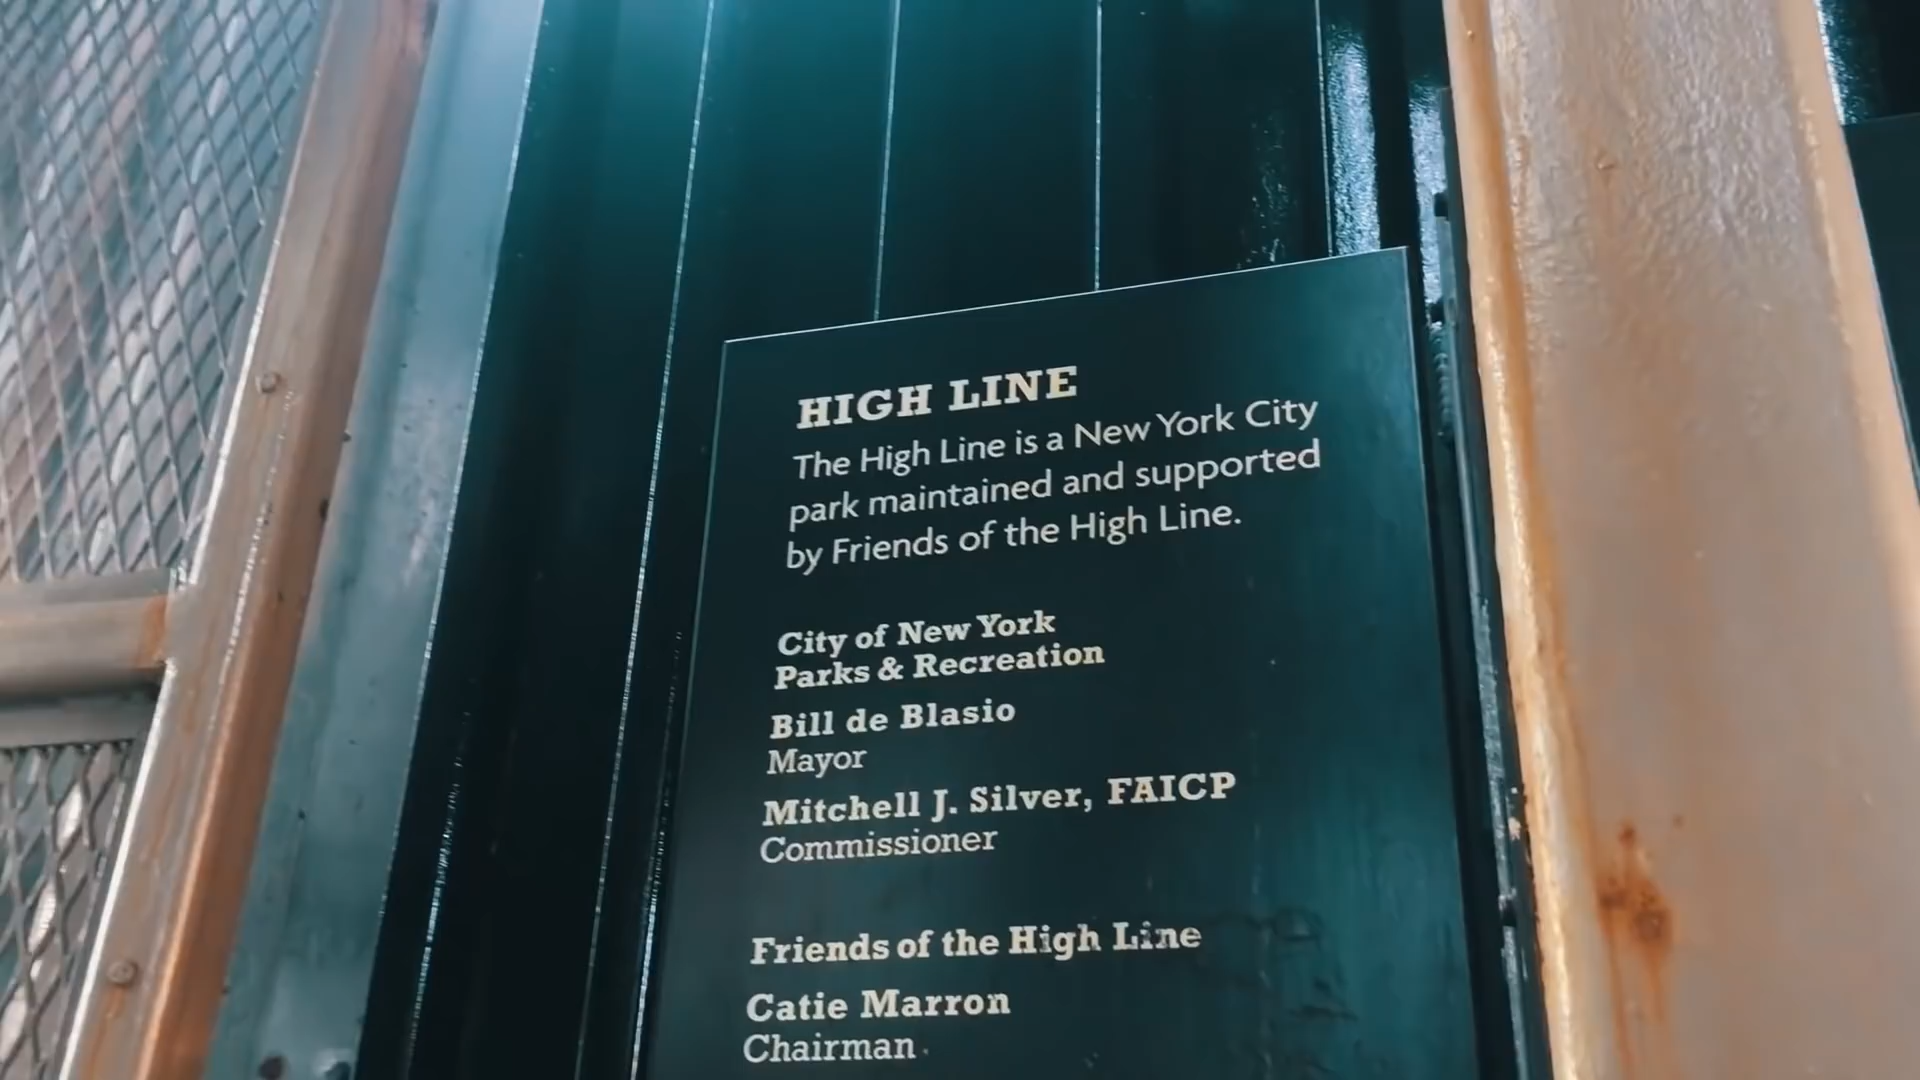 HIGH LINE
The High Line is a New York City
park maintained and supported
by Friends of the High Line.
City of New York
Parks & Recreation
Bill de Blasio
Mayor
Mitchell J. Silver, FAICP
Commissioner
Friends of the High Line
Catie Marron
Chairman